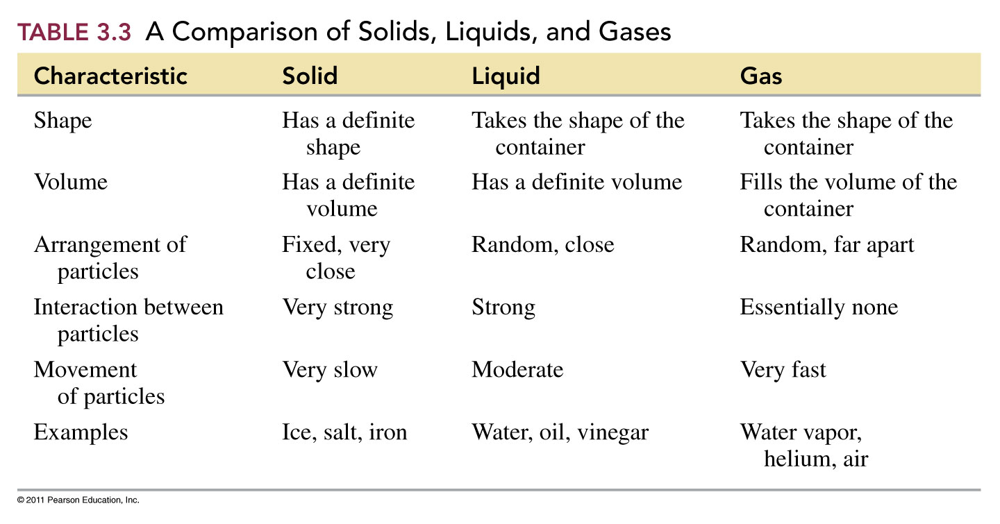 TABLE 3.3 A Comparison of Solids, Liquids, and Gases
Characteristic Solid Liquid Gas
Shape Has a definite Takes the shape of the Takes the shape of the
shape container container
Volume Has a definite Has a definite volume Fills the volume of the
volume container
Arrangement of Fixed, very Random, close Random, far apart
particles close
Interaction between Very strong Strong Essentially none
particles
Movement Very slow Moderate Very fast
of particles
Examples Ice, salt, iron Water, oil, vinegar Water vapor,
helium, air
© 2011 Pearson Education, Inc.